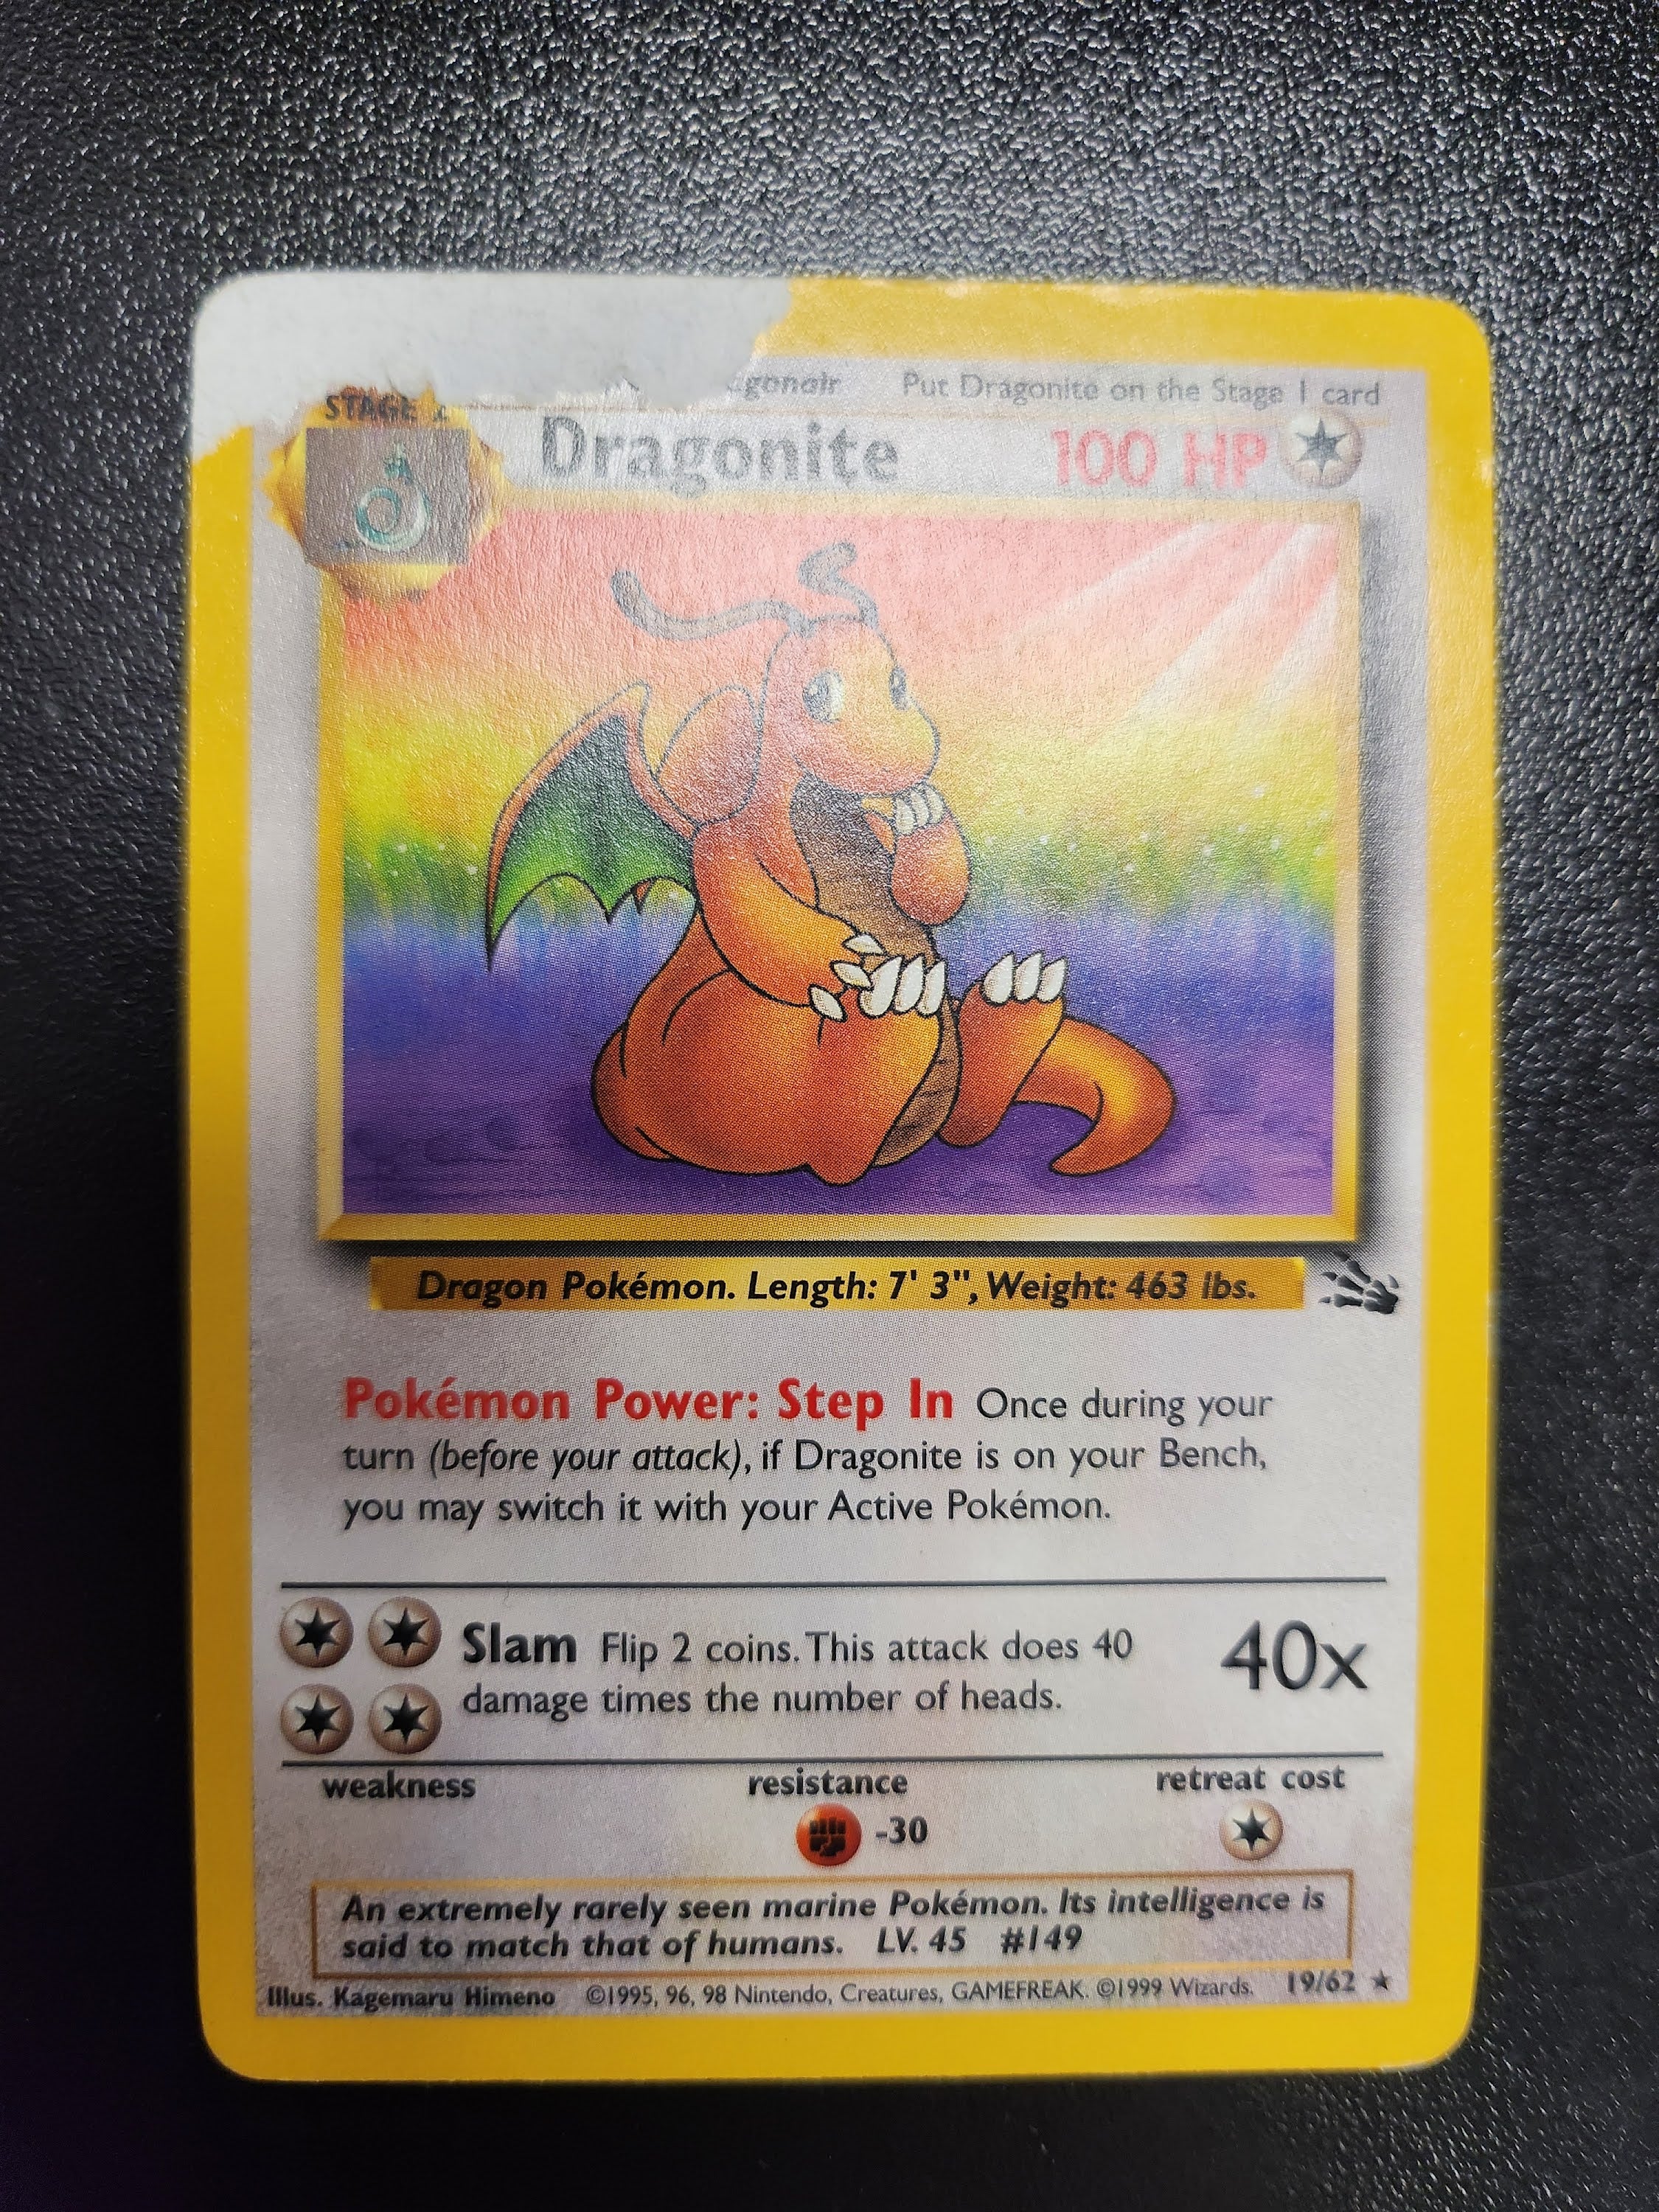 STAGE 2
agonair Put Dragonite on the Stage 1 card
Dragonite 100 HP
Dragon Pokémon. Length: 7' 3", Weight: 463 lbs.
Pokémon Power: Step In Once during your
turn (before your attack), if Dragonite is on your Bench,
you may switch it with your Active Pokémon.
Slam Flip 2 coins. This attack does 40
damage times the number of heads.
40x
weakness resistance retreat cost
-30
An extremely rarely seen marine Pokémon. Its intelligence is
said to match that of humans. LV. 45 #149
Illus. Kagemaru Himeno ©1995, 96, 98 Nintendo, Creatures, GAMEFREAK. ©1999 Wizards. 19/62 ★